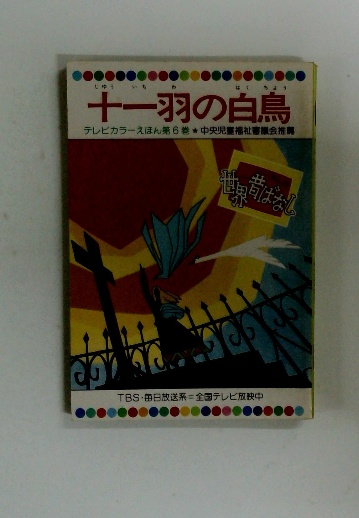 じゅう いち わ はくちょう
十一羽の白鳥
テレビカラーえほん第6巻★中央児童福祉審議会推薦
世界昔ばなし
TBS・毎日放送系＝全国テレビ放映中